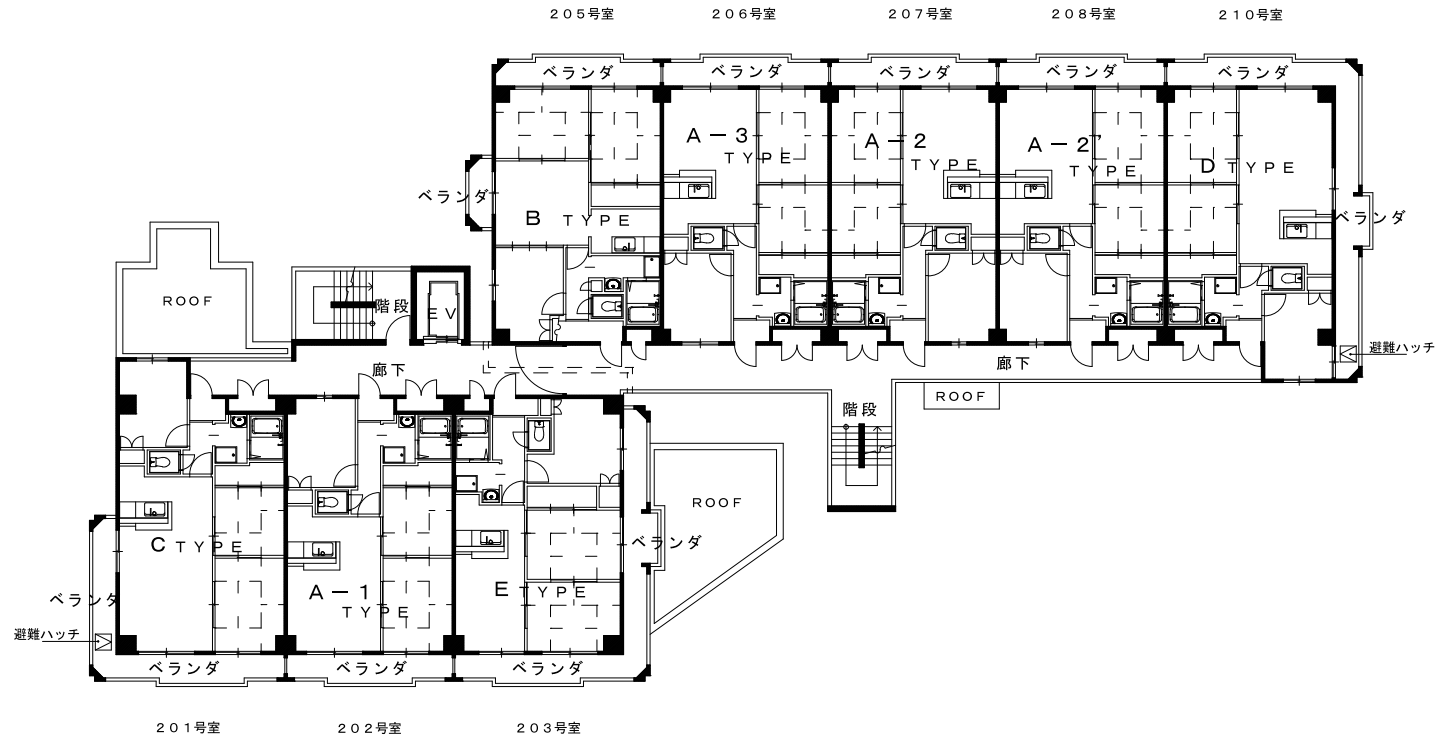 ２０５号室
２０６号室
２０７号室
２０８号室
２１０号室
ベランダ
ベランダ
ベランダ
ベランダ
ベランダ
A－３
TYPE
A－２
TYPE
A－２’
TYPE
D TYPE
ベランダ
B TYPE
ベランダ
ROOF
階段
EV
廊下
廊下
避難ハッチ
階段
ROOF
ROOF
C TYPE
A－１
TYPE
E TYPE
ベランダ
ベランダ
避難ハッチ
ベランダ
ベランダ
ベランダ
２０１号室
２０２号室
２０３号室